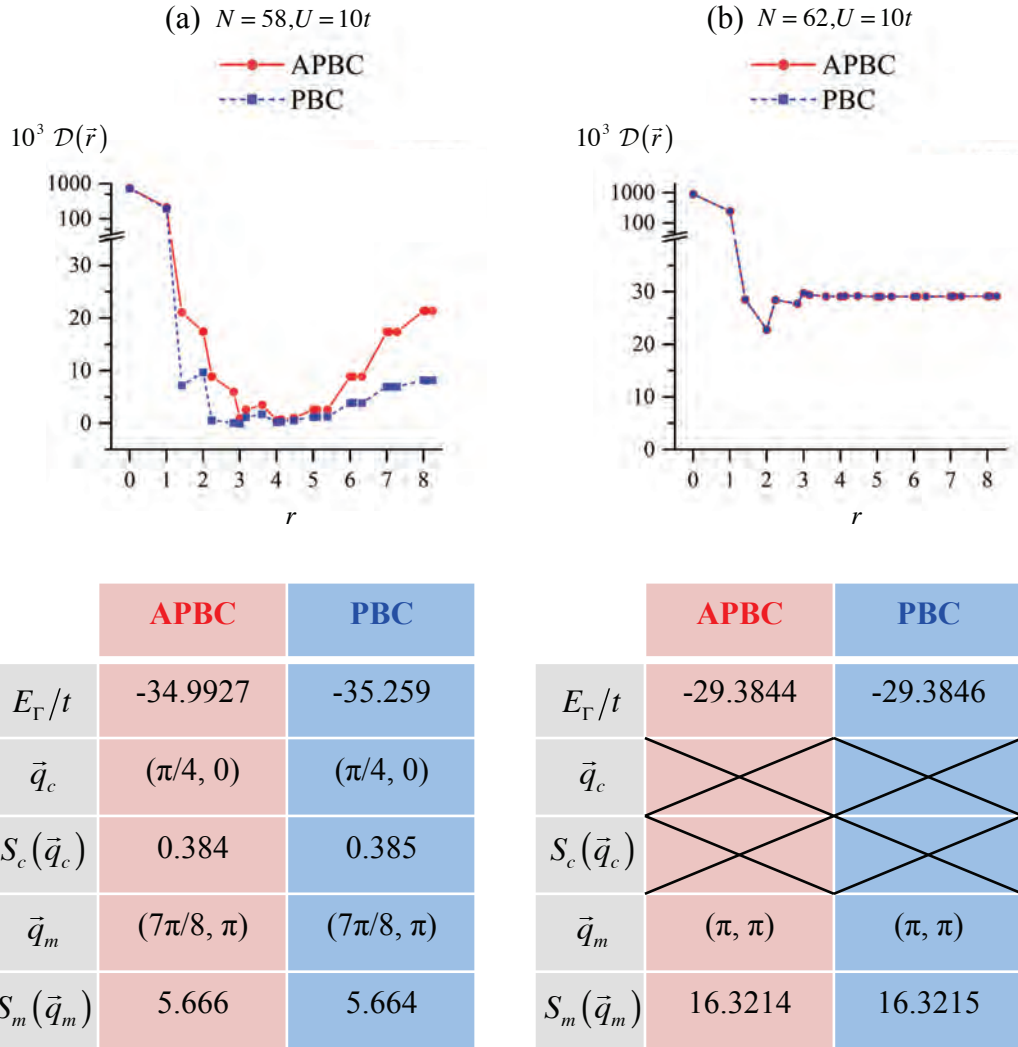 (a) N = 58, U = 10t
APBC
PBC
10³ 𝒟(r⃗)
1000
100
30
20
10
0
0 1 2 3 4 5 6 7 8
r
APBC PBC
E_Γ/t -34.9927 -35.259
q⃗_c (π/4, 0) (π/4, 0)
S_c(q⃗_c) 0.384 0.385
q⃗_m (7π/8, π) (7π/8, π)
S_m(q⃗_m) 5.666 5.664
(b) N = 62, U = 10t
APBC
PBC
10³ 𝒟(r⃗)
1000
100
30
20
10
0
0 1 2 3 4 5 6 7 8
r
APBC PBC
E_Γ/t -29.3844 -29.3846
q⃗_c
S_c(q⃗_c)
q⃗_m (π, π) (π, π)
S_m(q⃗_m) 16.3214 16.3215